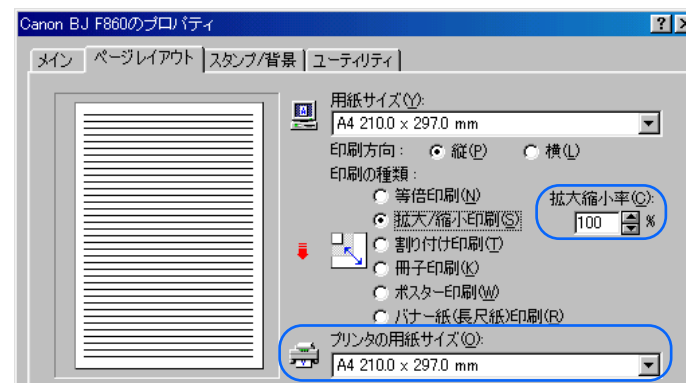 Canon BJ F860のプロパティ
メイン ページレイアウト スタンプ/背景 ユーティリティ
用紙サイズ(Y):
A4 210.0 x 297.0 mm
印刷方向: 縦(P) 横(L)
印刷の種類:
等倍印刷(N)
拡大縮小率(C):
拡大/縮小印刷(S)
100 %
割り付け印刷(T)
冊子印刷(K)
ポスター印刷(W)
バナー紙(長尺紙)印刷(R)
プリンタの用紙サイズ(O):
A4 210.0 x 297.0 mm